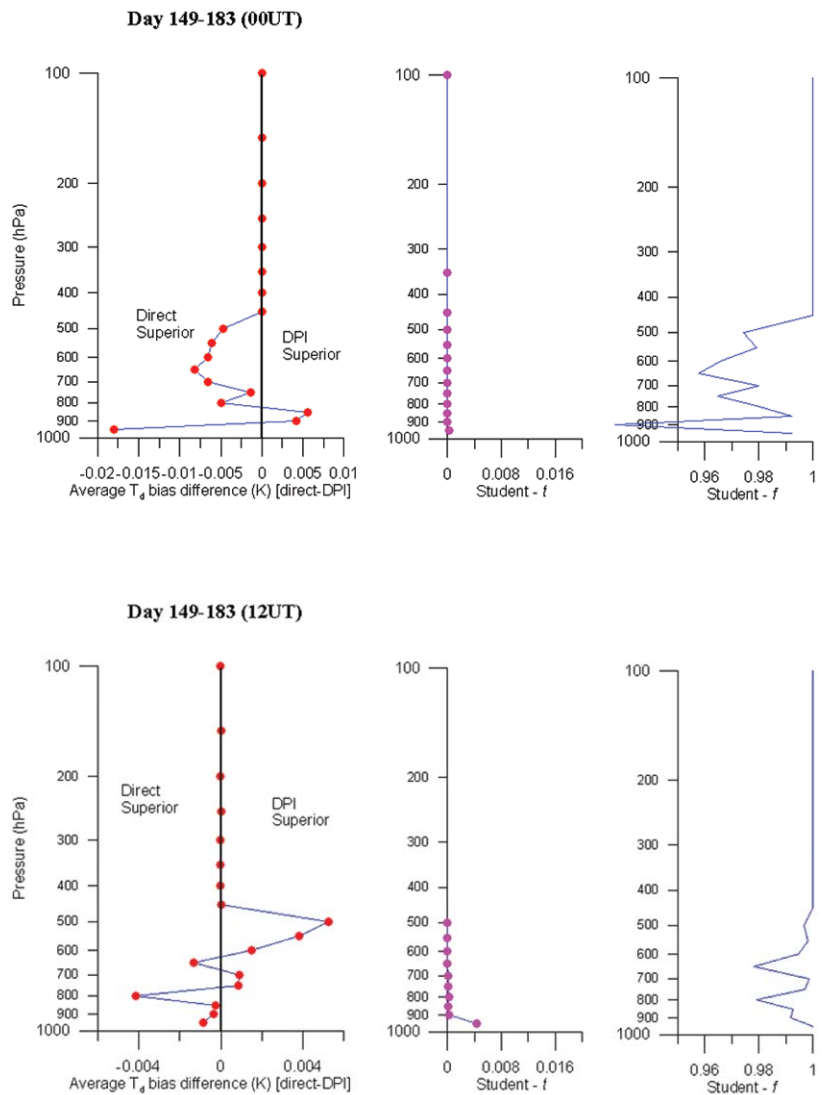 Day 149-183 (00UT)
100
200
300
400
500
600
700
800
900
1000
Pressure (hPa)
Direct
Superior
DPI
Superior
-0.02 -0.015 -0.01 -0.005 0 0.005 0.01
Average Td bias difference (K) [direct-DPI]
100
200
300
400
500
600
700
800
900
1000
0 0.008 0.016
Student - t
100
200
300
400
500
600
700
800
900
1000
0.96 0.98 1
Student - f
Day 149-183 (12UT)
100
200
300
400
500
600
700
800
900
1000
Pressure (hPa)
Direct
Superior
DPI
Superior
-0.004 0 0.004
Average Td bias difference (K) [direct-DPI]
100
200
300
400
500
600
700
800
900
1000
0 0.008 0.016
Student - t
100
200
300
400
500
600
700
800
900
1000
0.96 0.98 1
Student - f